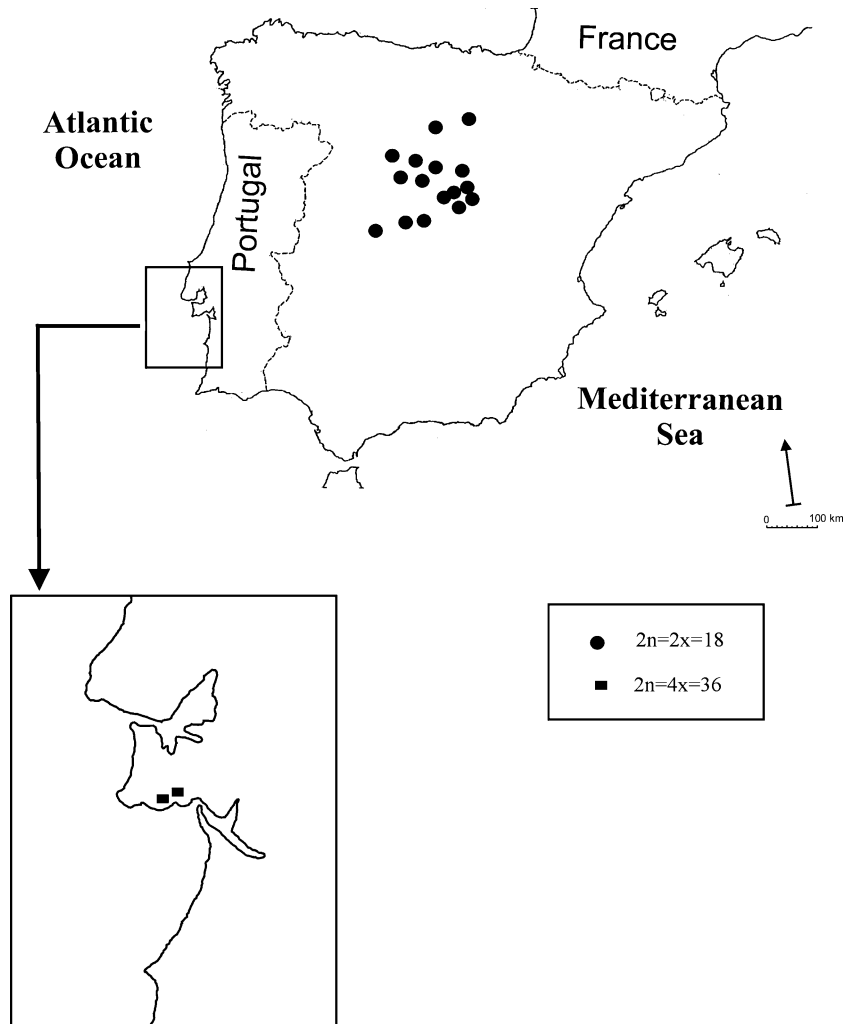 France
Atlantic
Ocean
Portugal
Mediterranean
Sea
0 100 km
2n=2x=18
2n=4x=36